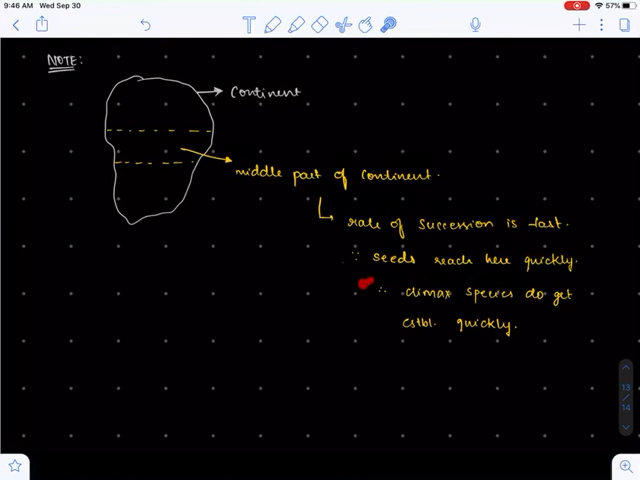 9:46 AM Wed Sep 30
57%
NOTE:
Continent
middle part of continent.
rate of succession is fast.
∵ seeds reach here quickly.
∴ climax species do get
estbl. quickly.
13
14